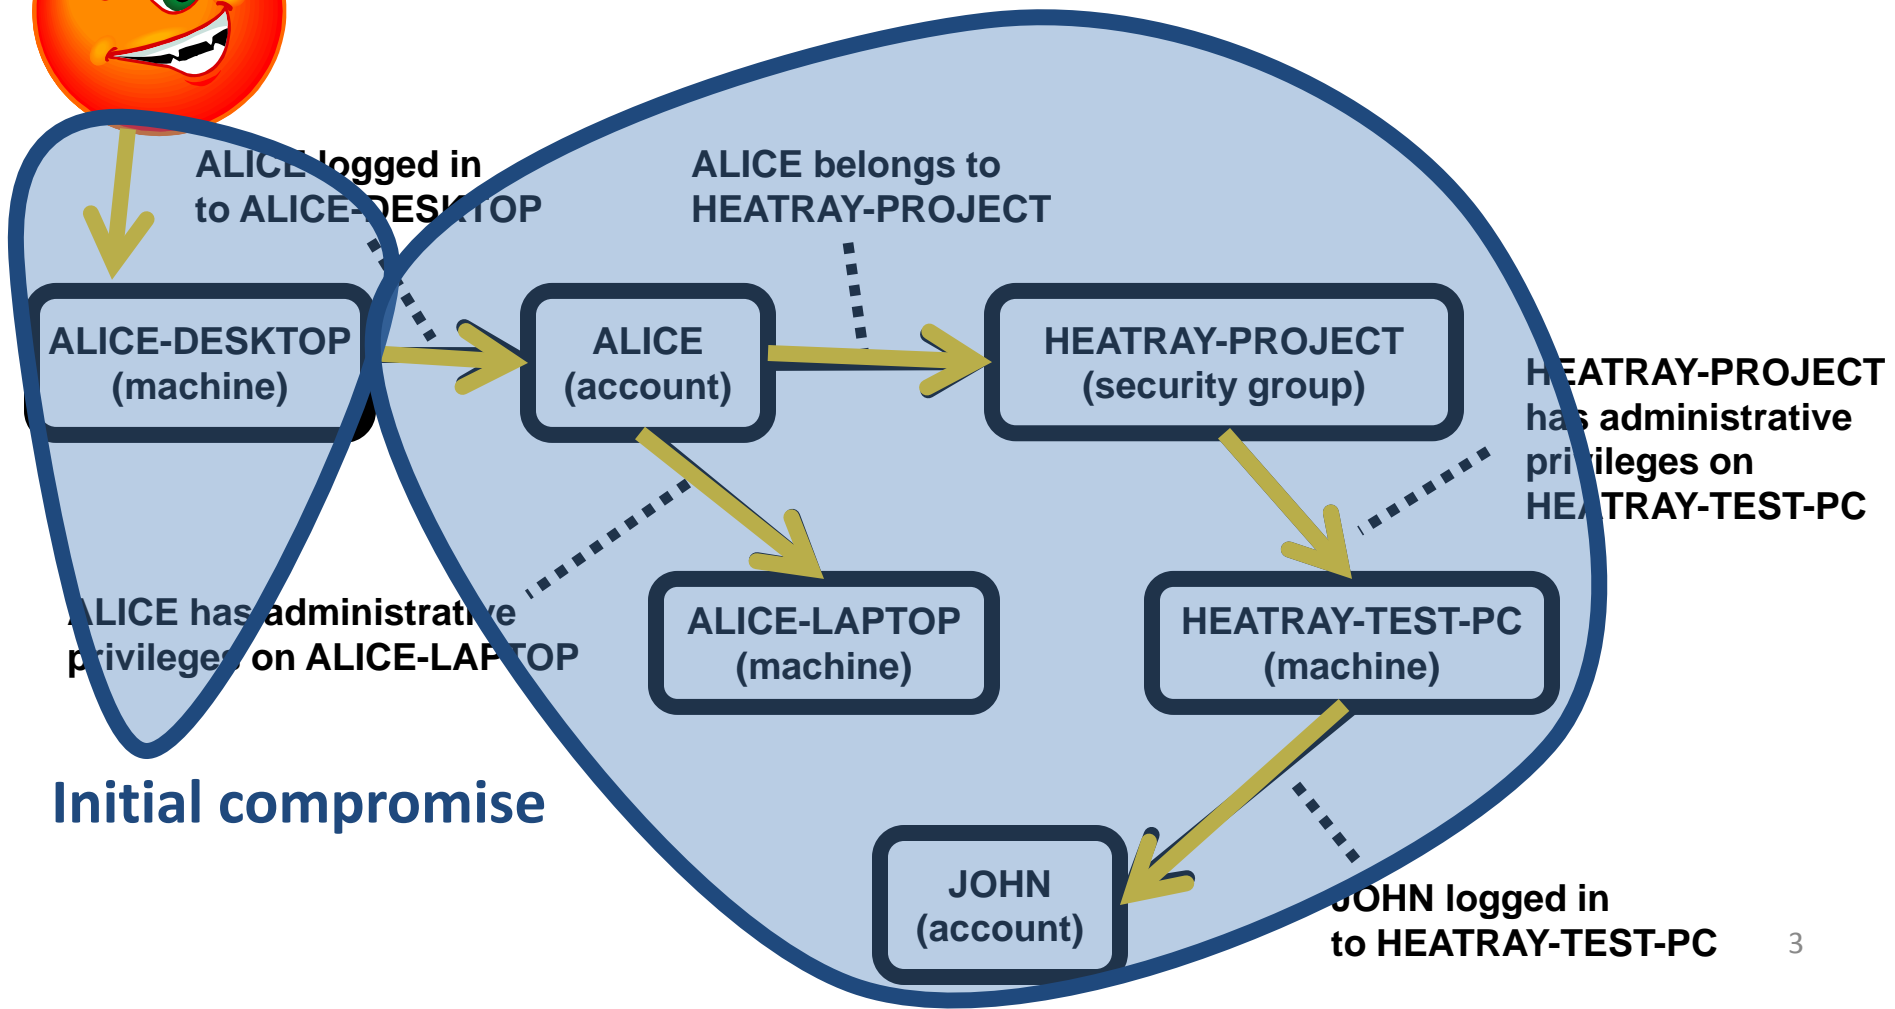 ALICE logged in
to ALICE-DESKTOP
ALICE belongs to
HEATRAY-PROJECT
ALICE-DESKTOP
(machine)
ALICE
(account)
HEATRAY-PROJECT
(security group)
HEATRAY-PROJECT
has administrative
privileges on
HEATRAY-TEST-PC
ALICE has administrative
privileges on ALICE-LAPTOP
ALICE-LAPTOP
(machine)
HEATRAY-TEST-PC
(machine)
Initial compromise
JOHN
(account)
JOHN logged in
to HEATRAY-TEST-PC
3